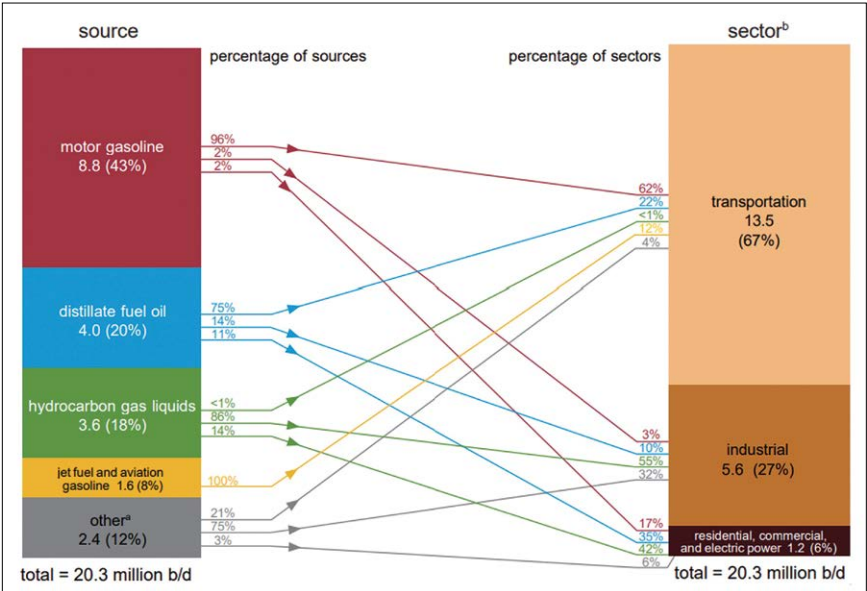 source
sector^b
percentage of sources
percentage of sectors
motor gasoline
8.8 (43%)
96%
2%
2%
distillate fuel oil
4.0 (20%)
75%
14%
11%
hydrocarbon gas liquids
3.6 (18%)
<1%
86%
14%
jet fuel and aviation
gasoline 1.6 (8%)
100%
other^a
2.4 (12%)
21%
75%
3%
total = 20.3 million b/d
62%
22%
<1%
12%
4%
transportation
13.5
(67%)
3%
10%
55%
32%
industrial
5.6 (27%)
17%
35%
42%
6%
residential, commercial,
and electric power 1.2 (6%)
total = 20.3 million b/d